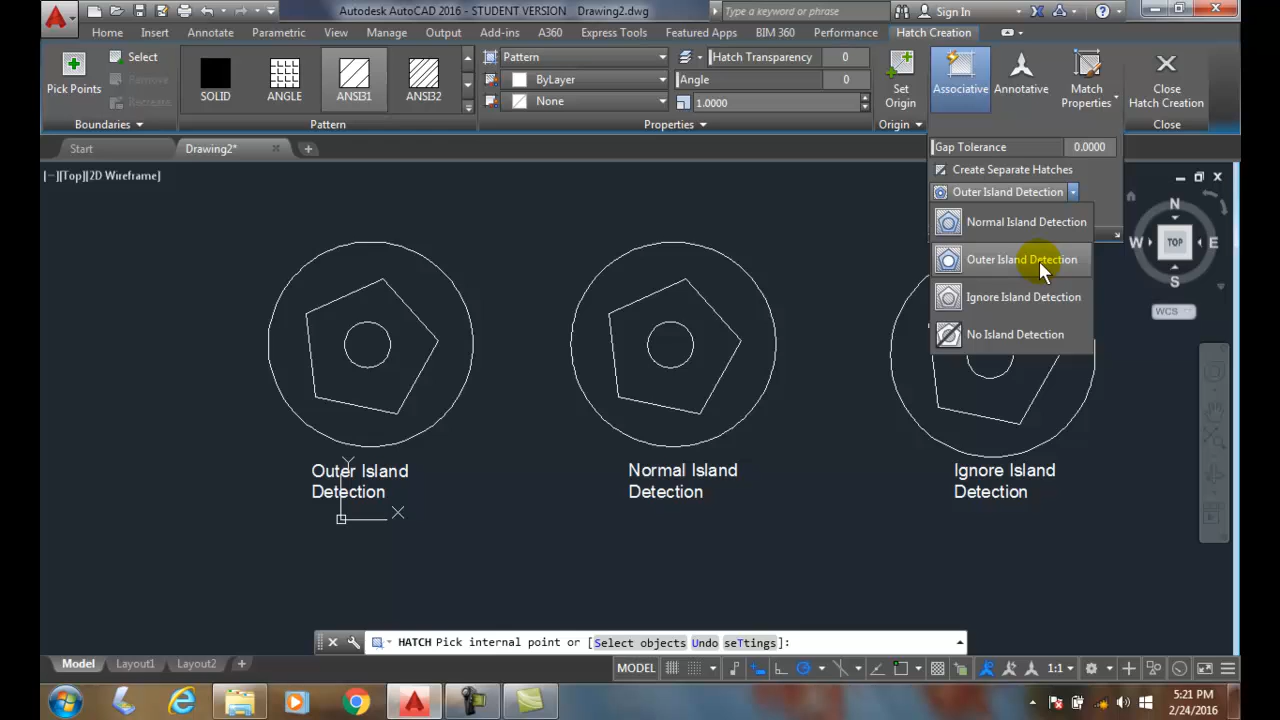 Autodesk AutoCAD 2016 - STUDENT VERSION Drawing2.dwg
Type a keyword or phrase
Sign In
Home Insert Annotate Parametric View Manage Output Add-ins A360 Express Tools Featured Apps BIM 360 Performance Hatch Creation
Pick Points
Select
Remove
Recreate
Boundaries
SOLID
ANGLE
ANSI31
ANSI32
Pattern
Pattern
ByLayer
None
Hatch Transparency 0
Angle 0
1.0000
Properties
Set
Origin
Origin
Associative
Annotative
Match
Properties
Close
Hatch Creation
Close
Gap Tolerance 0.0000
Create Separate Hatches
Outer Island Detection
Normal Island Detection
Outer Island Detection
Ignore Island Detection
No Island Detection
Start Drawing2*
[−][Top][2D Wireframe]
N
W TOP E
S
WCS
Outer Island
Detection
Normal Island
Detection
Ignore Island
Detection
Y
X
HATCH Pick internal point or [Select objects Undo seTtings]:
Model Layout1 Layout2 +
MODEL
1:1
5:21 PM
2/24/2016